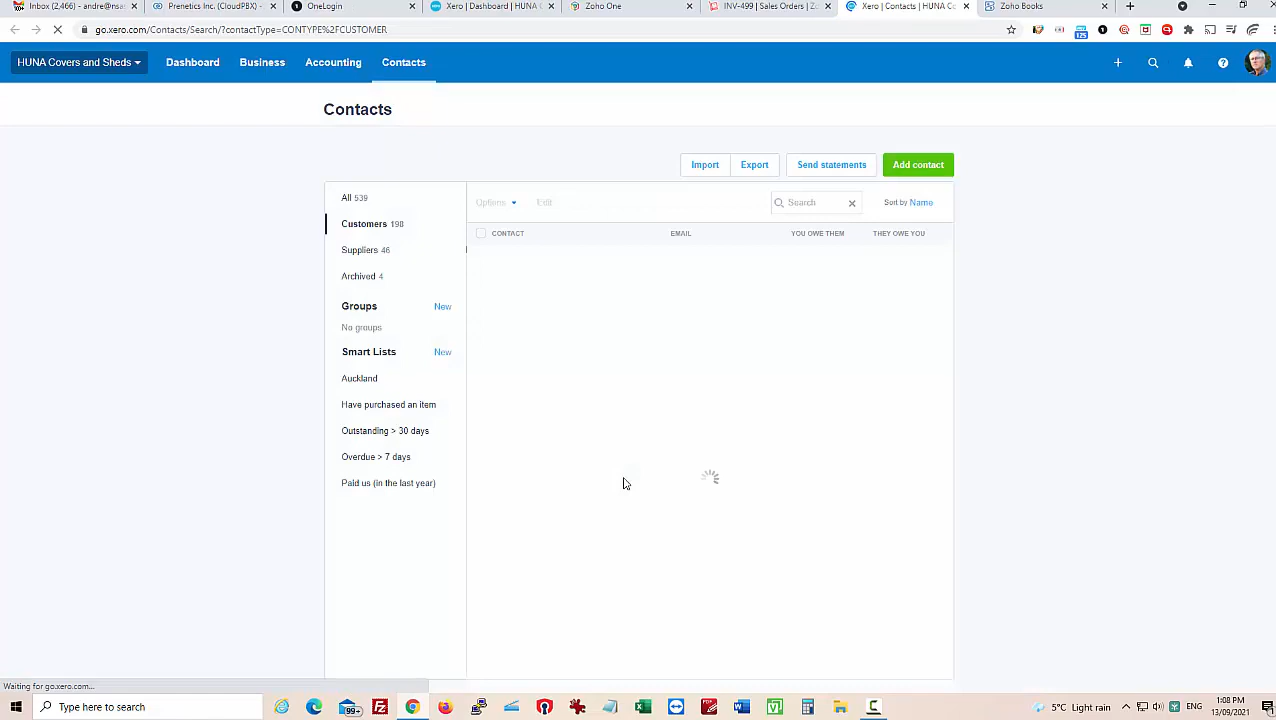 Inbox (2,466) - andre@nsas
Prenetics Inc. (CloudPBX)
OneLogin
Xero | Dashboard | HUNA C
Zoho One
INV-499 | Sales Orders | Zo
Xero | Contacts | HUNA Co
Zoho Books
go.xero.com/Contacts/Search/?contactType=CONTYPE%2FCUSTOMER
125
HUNA Covers and Sheds
Dashboard
Business
Accounting
Contacts
Contacts
Import
Export
Send statements
Add contact
All 539
Options
Edit
Search
Sort by Name
Customers 198
CONTACT
EMAIL
YOU OWE THEM
THEY OWE YOU
Suppliers 46
Archived 4
Groups
New
No groups
Smart Lists
New
Auckland
Have purchased an item
Outstanding > 30 days
Overdue > 7 days
Paid us (in the last year)
Waiting for go.xero.com...
Type here to search
99+
5°C Light rain
ENG
1:08 PM
13/09/2021